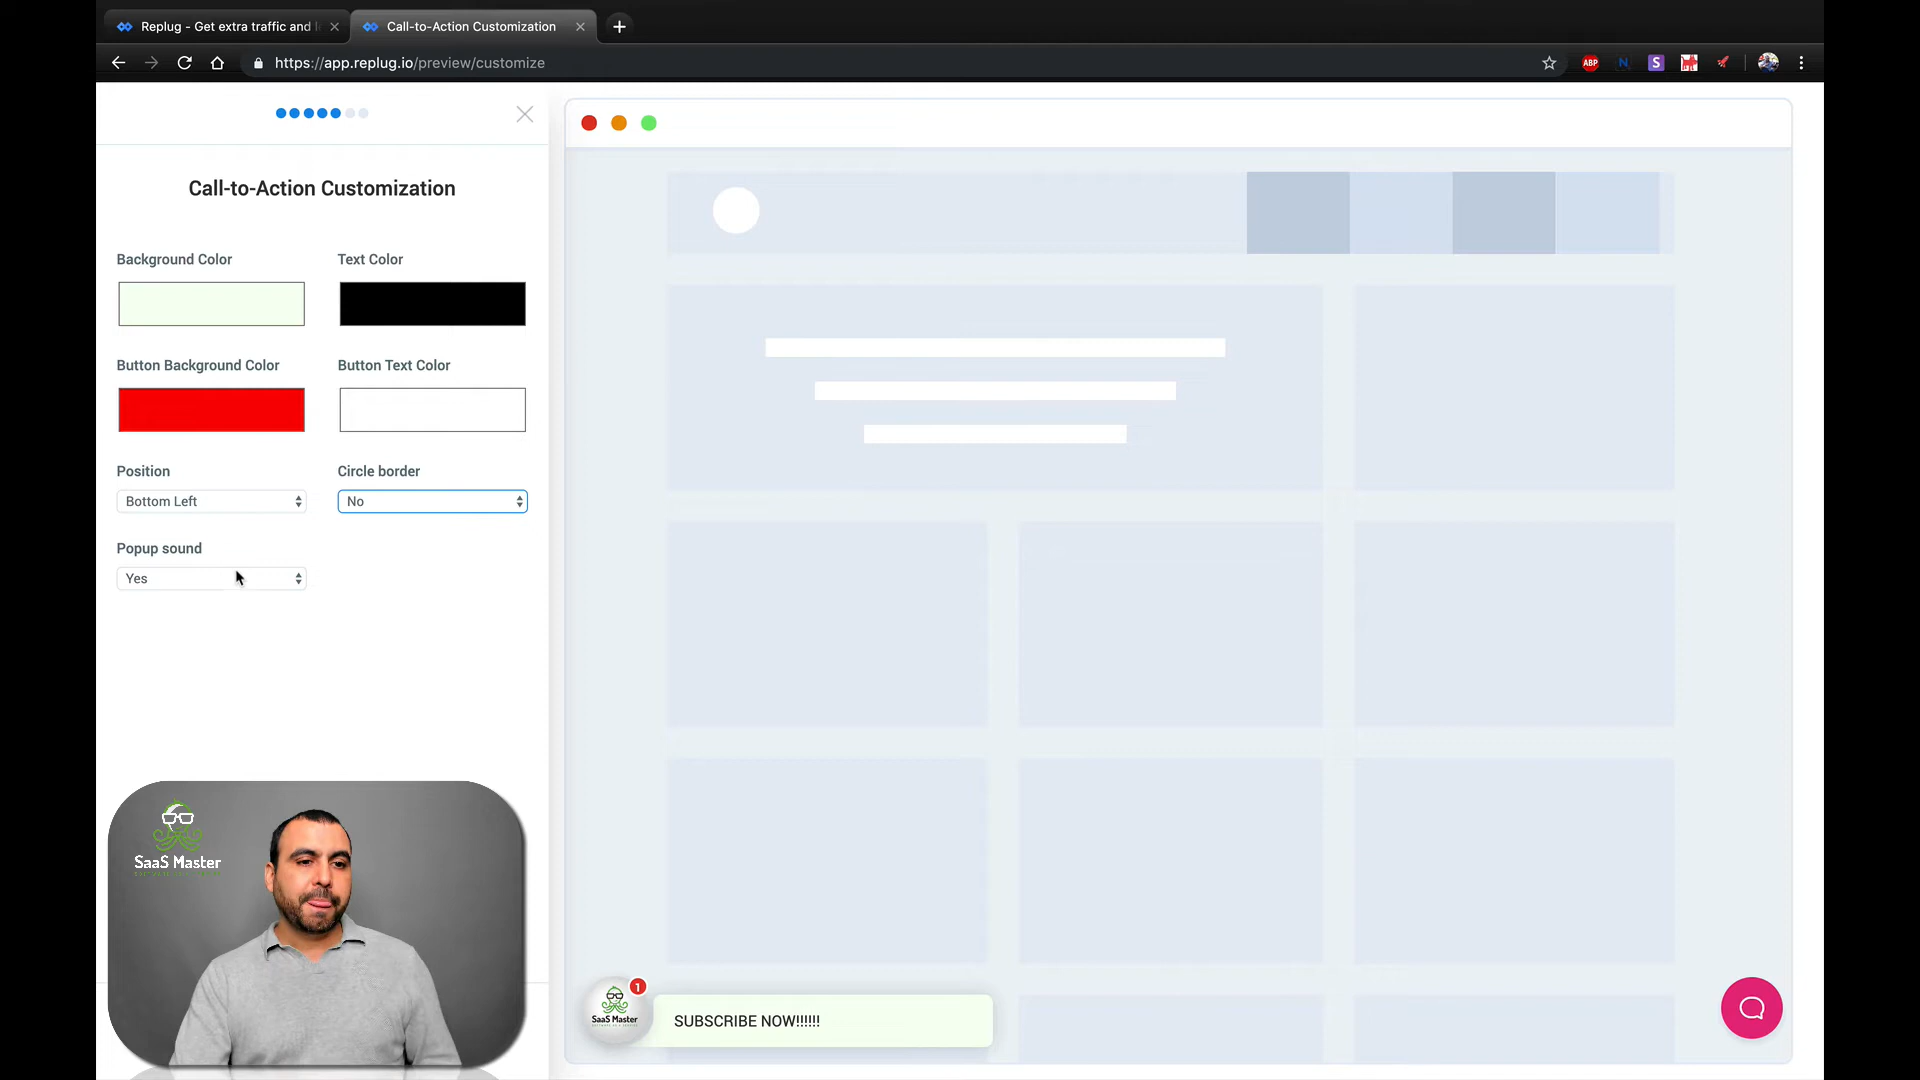 Replug - Get extra traffic and
Call-to-Action Customization
https://app.replug.io/preview/customize
ABP
N
S
Call-to-Action Customization
Background Color
Text Color
Button Background Color
Button Text Color
Position
Circle border
Bottom Left
No
Popup sound
Yes
SaaS Master
1
SaaS Master
SUBSCRIBE NOW!!!!!!